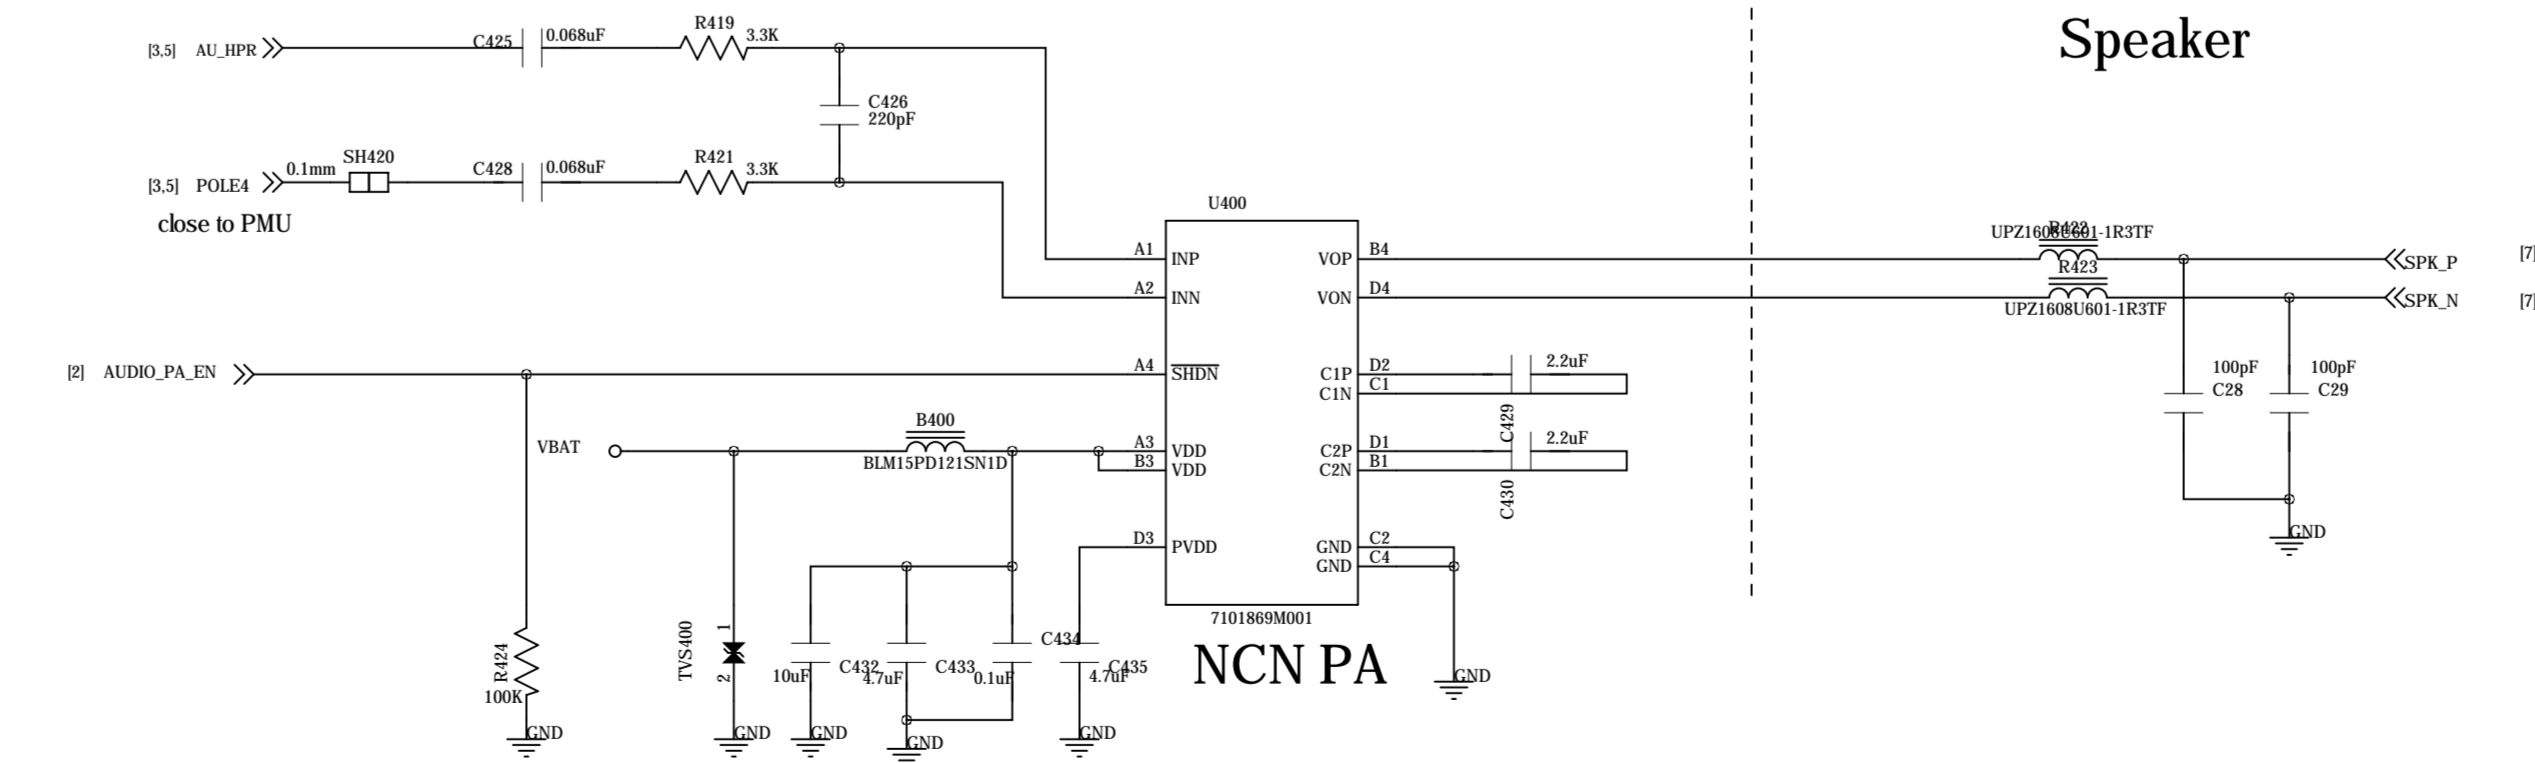 Speaker
R419
[3,5] AU_HPR C425 0.068uF 3.3K
C426
220pF
SH420 R421
[3,5] POLE4 0.1mm C428 0.068uF 3.3K
close to PMU
U400
A1 INP VOP B4
A2 INN VON D4
R422
UPZ1608U601-1R3TF
R423
UPZ1608U601-1R3TF
SPK_P [7]
SPK_N [7]
[2] AUDIO_PA_EN A4 SHDN
C1P D2 2.2uF
C1N C1
C429
100pF 100pF
C28 C29
GND
B400
VBAT
BLM15PD121SN1D
A3 VDD C2P D1 2.2uF
B3 VDD C2N B1
C430
D3 PVDD GND C2
GND C4
7101869M001
NCN PA
GND
R424
100K
GND
TVS400
1
2
GND
10uF C432
GND
4.7uF C433
GND
0.1uF C434
4.7uF C435
GND